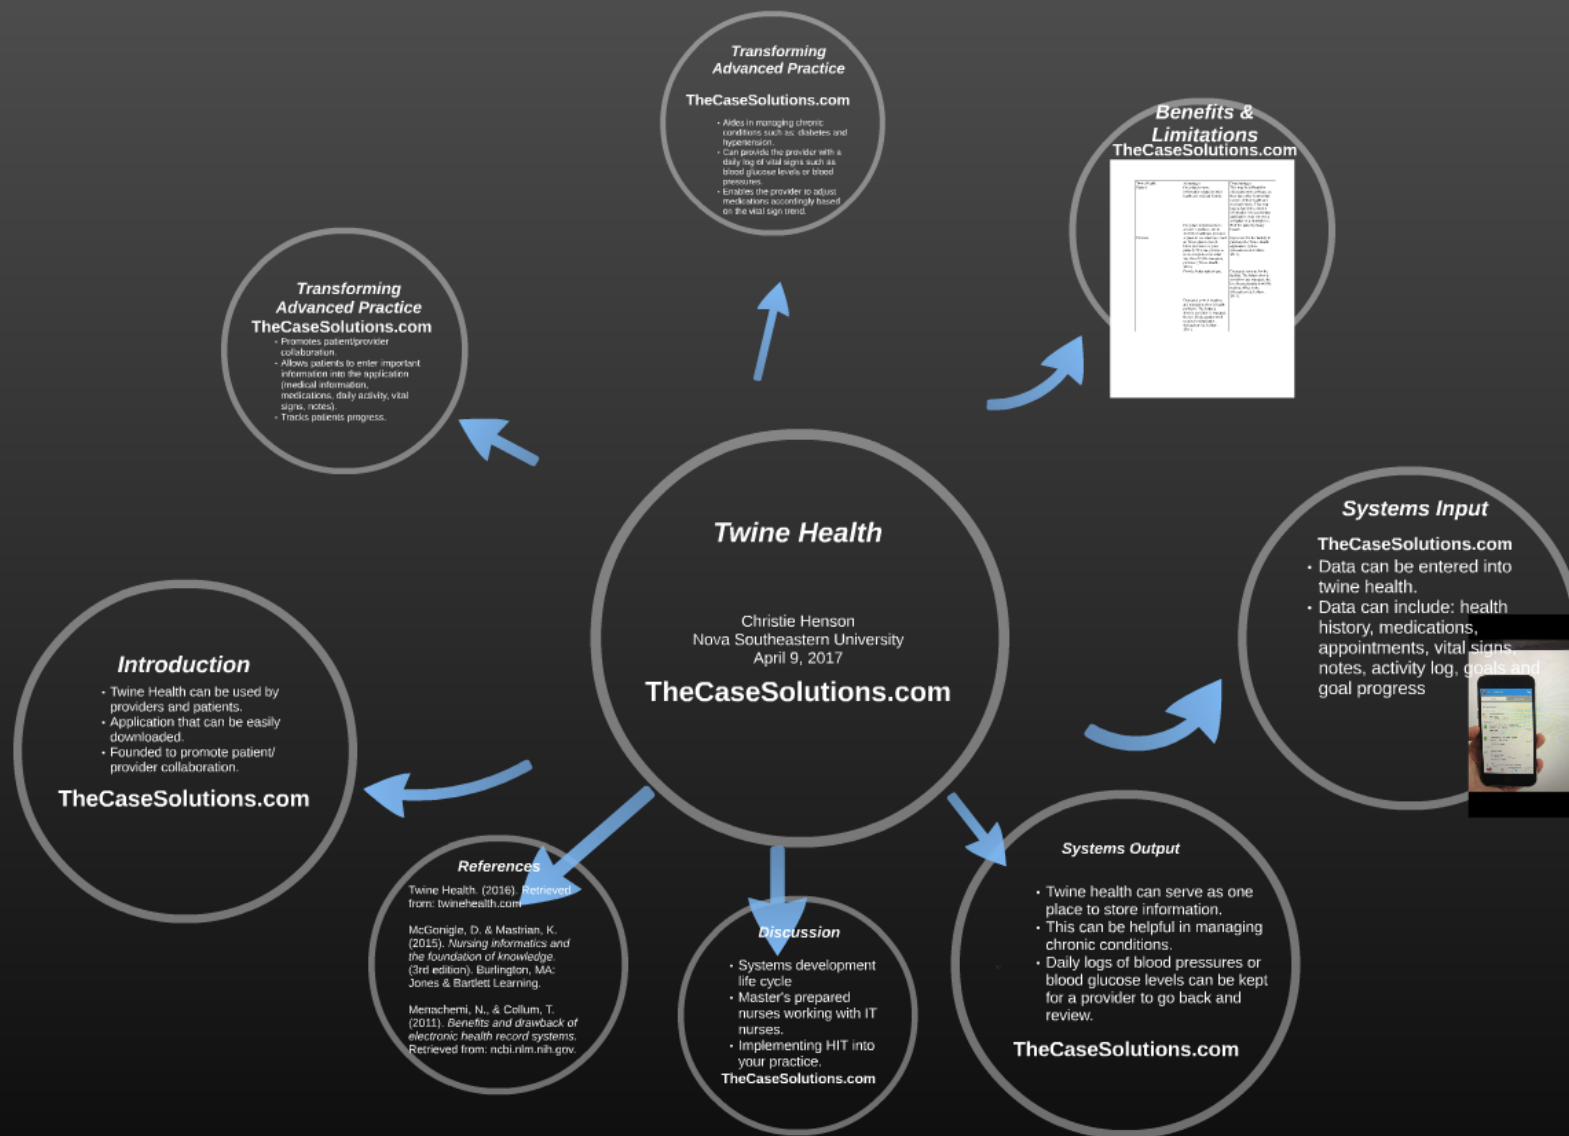 Transforming
Advanced Practice
TheCaseSolutions.com
• Aides in managing chronic
conditions such as: diabetes and
hypertension.
• Can provide the provider with a
daily log of vital signs such as
blood glucose levels or blood
pressures.
• Enables the provider to adjust
medications accordingly based
on the vital sign trend.
Benefits &
Limitations
TheCaseSolutions.com
Transforming
Advanced Practice
TheCaseSolutions.com
• Promotes patient/provider
collaboration.
• Allows patients to enter important
information into the application
(medical information,
medications, daily activity, vital
signs, notes).
• Tracks patients progress.
Twine Health
Christie Henson
Nova Southeastern University
April 9, 2017
TheCaseSolutions.com
Systems Input
TheCaseSolutions.com
• Data can be entered into
twine health.
• Data can include: health
history, medications,
appointments, vital signs,
notes, activity log, goals and
goal progress
Introduction
• Twine Health can be used by
providers and patients.
• Application that can be easily
downloaded.
• Founded to promote patient/
provider collaboration.
TheCaseSolutions.com
References
Twine Health. (2016). Retrieved
from: twinehealth.com
McGonigle, D. & Mastrian, K.
(2015). Nursing informatics and
the foundation of knowledge.
(3rd edition). Burlington, MA:
Jones & Bartlett Learning.
Menachemi, N., & Collum, T.
(2011). Benefits and drawback of
electronic health record systems.
Retrieved from: ncbi.nlm.nih.gov.
Discussion
• Systems development
life cycle
• Master's prepared
nurses working with IT
nurses.
• Implementing HIT into
your practice.
TheCaseSolutions.com
Systems Output
• Twine health can serve as one
place to store information.
• This can be helpful in managing
chronic conditions.
• Daily logs of blood pressures or
blood glucose levels can be kept
for a provider to go back and
review.
TheCaseSolutions.com